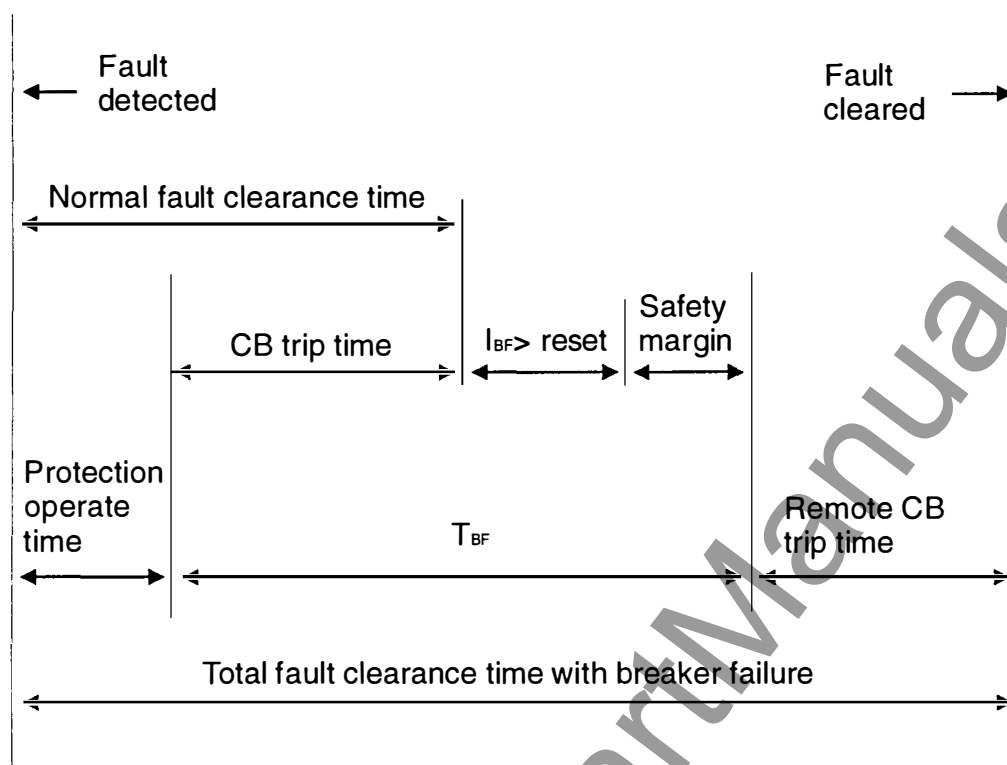 Fault
detected
Fault
cleared
Normal fault clearance time
CB trip time
IBF> reset
Safety
margin
Protection
operate
time
TBF
Remote CB
trip time
Total fault clearance time with breaker failure
artManuals